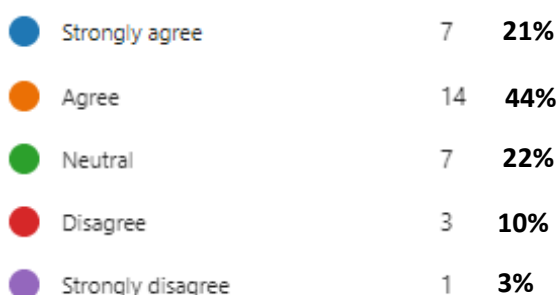 Strongly agree 7 21%
Agree 14 44%
Neutral 7 22%
Disagree 3 10%
Strongly disagree 1 3%